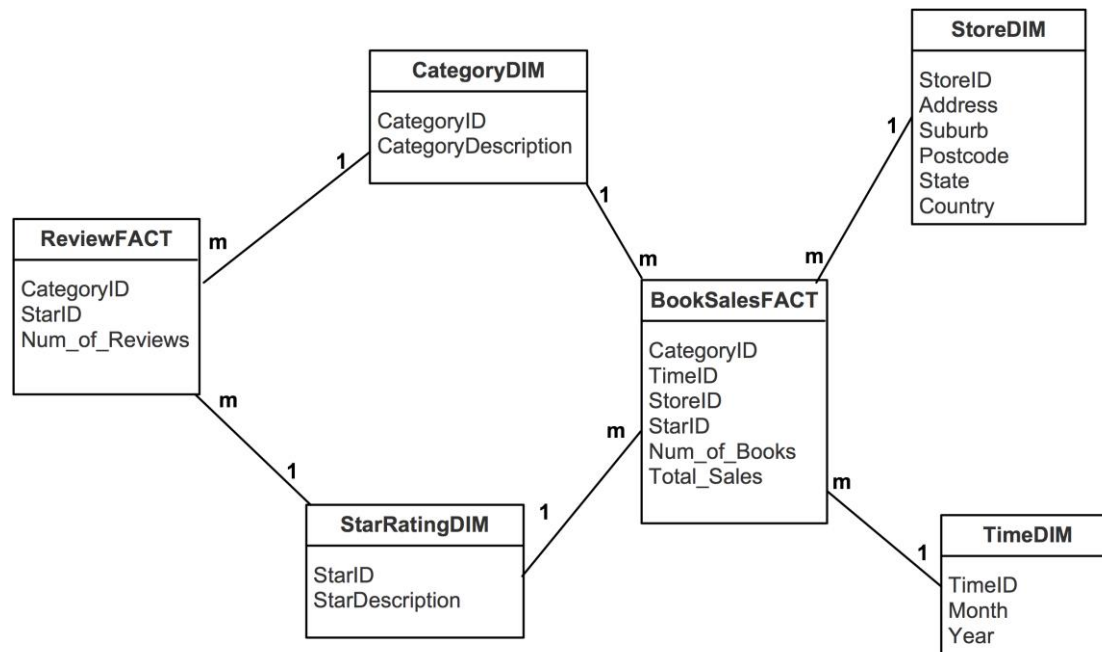 StoreDIM
StoreID
Address
Suburb
Postcode
State
Country
1
m
CategoryDIM
CategoryID
CategoryDescription
1
m
1
m
ReviewFACT
CategoryID
StarID
Num_of_Reviews
m
1
BookSalesFACT
CategoryID
TimeID
StoreID
StarID
Num_of_Books
Total_Sales
m
1
m
1
StarRatingDIM
StarID
StarDescription
TimeDIM
TimeID
Month
Year